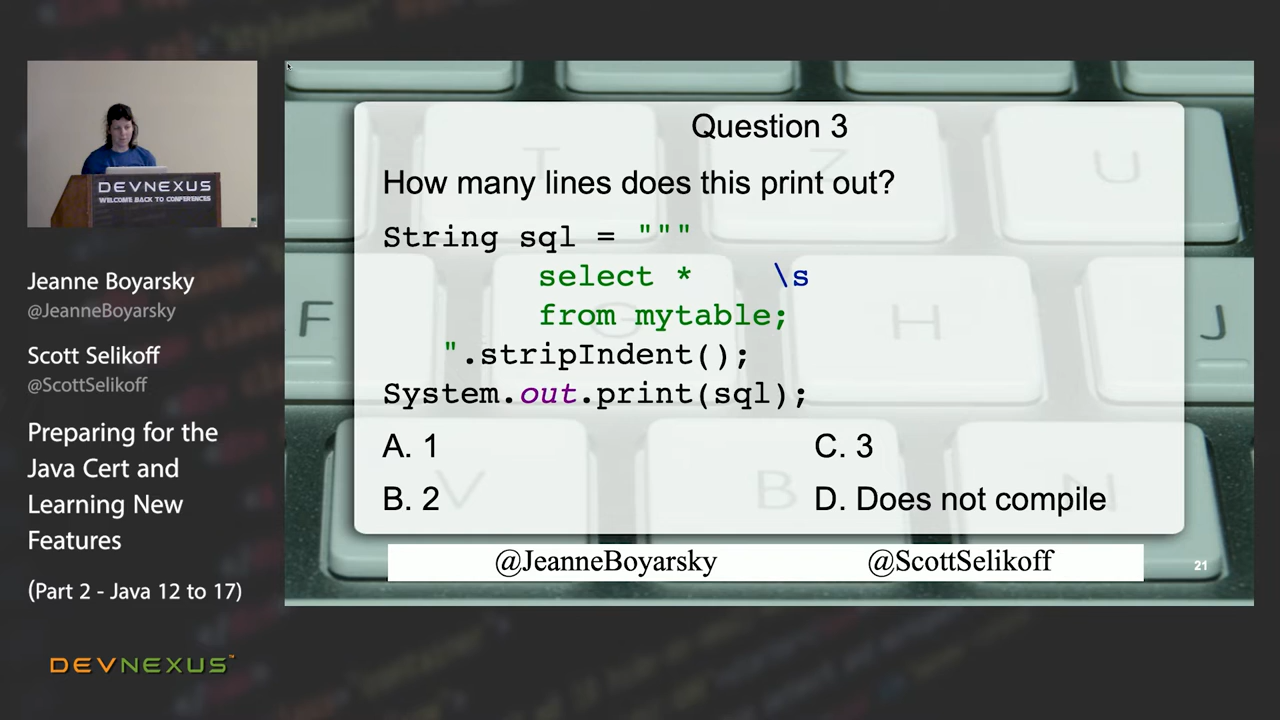 DEVNEXUS
WELCOME BACK TO CONFERENCES
Jeanne Boyarsky
@JeanneBoyarsky
Scott Selikoff
@ScottSelikoff
Preparing for the
Java Cert and
Learning New
Features
(Part 2 - Java 12 to 17)
DEVNEXUS
Question 3
How many lines does this print out?
String sql = """
select *    \s
from mytable;
".stripIndent();
System.out.print(sql);
A. 1
B. 2
C. 3
D. Does not compile
@JeanneBoyarsky
@ScottSelikoff
21
T
Z
U
F
G
H
J
V
B
N